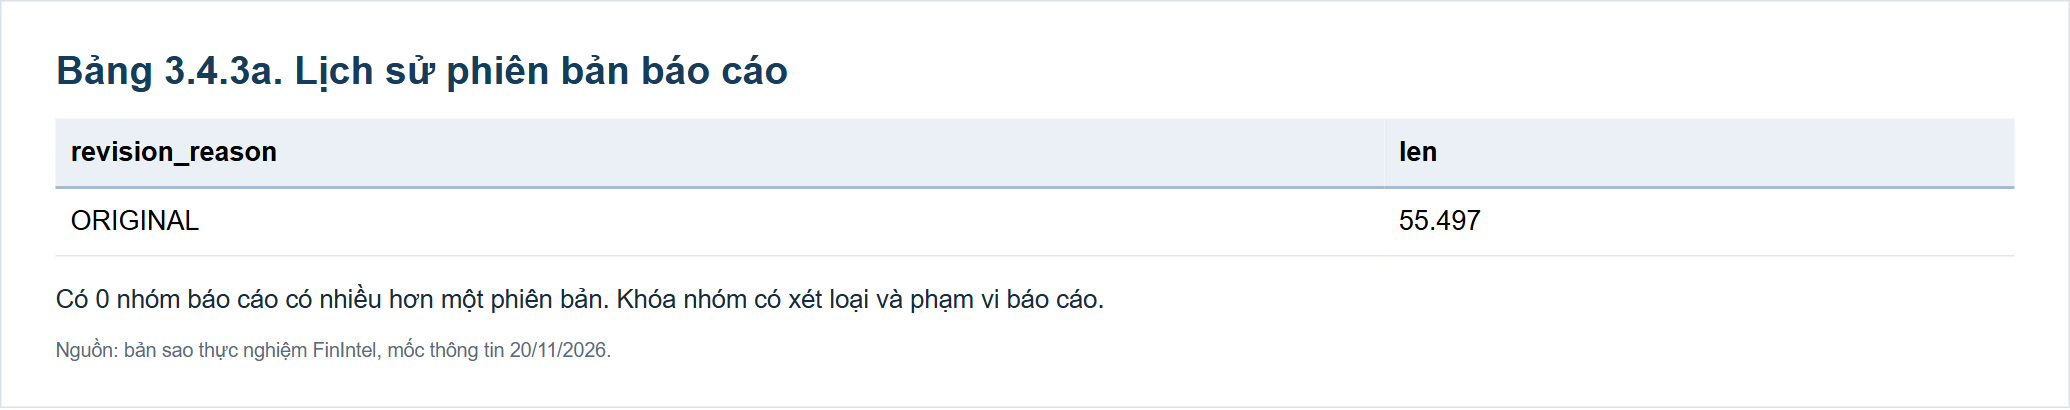 Bảng 3.4.3a. Lịch sử phiên bản báo cáo
revision_reason len
ORIGINAL 55.497
Có 0 nhóm báo cáo có nhiều hơn một phiên bản. Khóa nhóm có xét loại và phạm vi báo cáo.
Nguồn: bản sao thực nghiệm FinIntel, mốc thông tin 20/11/2026.